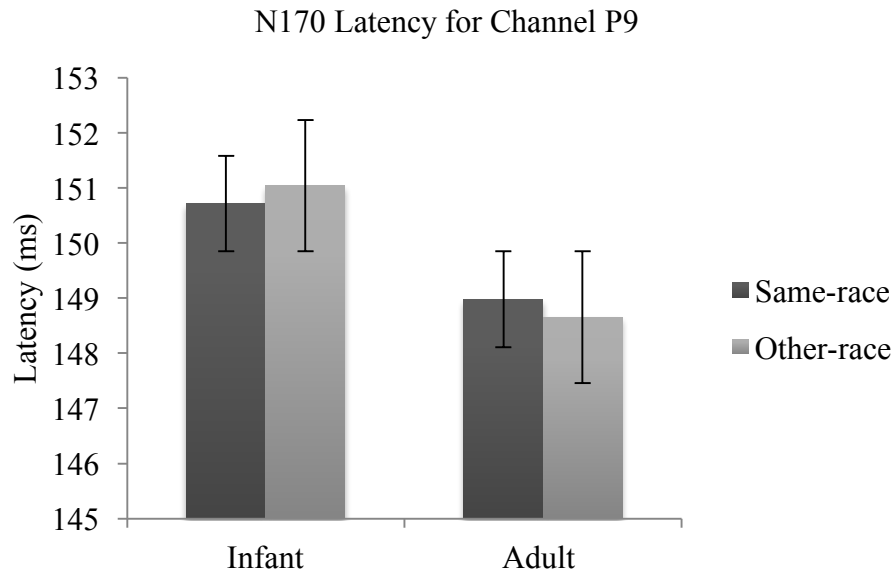 N170 Latency for Channel P9
153
152
151
150
149
148
147
146
145
Latency (ms)
Infant
Adult
Same-race
Other-race